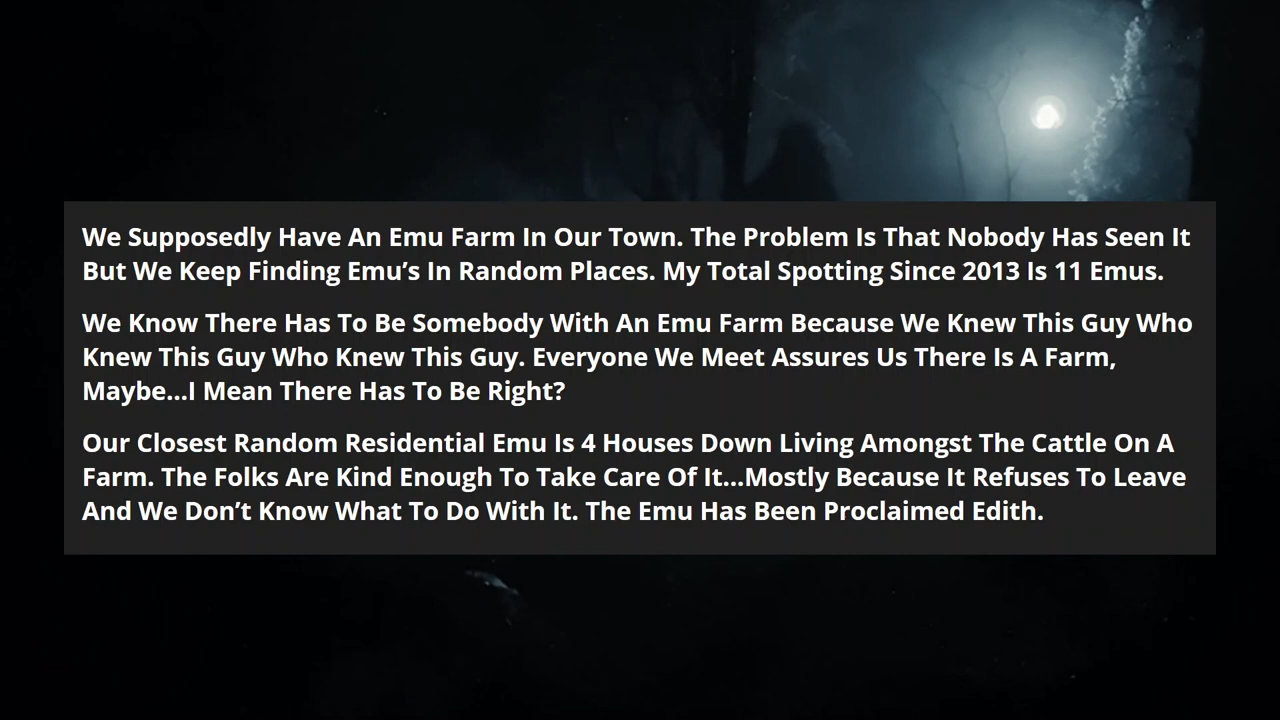 We Supposedly Have An Emu Farm In Our Town. The Problem Is That Nobody Has Seen It
But We Keep Finding Emu’s In Random Places. My Total Spotting Since 2013 Is 11 Emus.
We Know There Has To Be Somebody With An Emu Farm Because We Knew This Guy Who
Knew This Guy Who Knew This Guy. Everyone We Meet Assures Us There Is A Farm,
Maybe...I Mean There Has To Be Right?
Our Closest Random Residential Emu Is 4 Houses Down Living Amongst The Cattle On A
Farm. The Folks Are Kind Enough To Take Care Of It...Mostly Because It Refuses To Leave
And We Don’t Know What To Do With It. The Emu Has Been Proclaimed Edith.